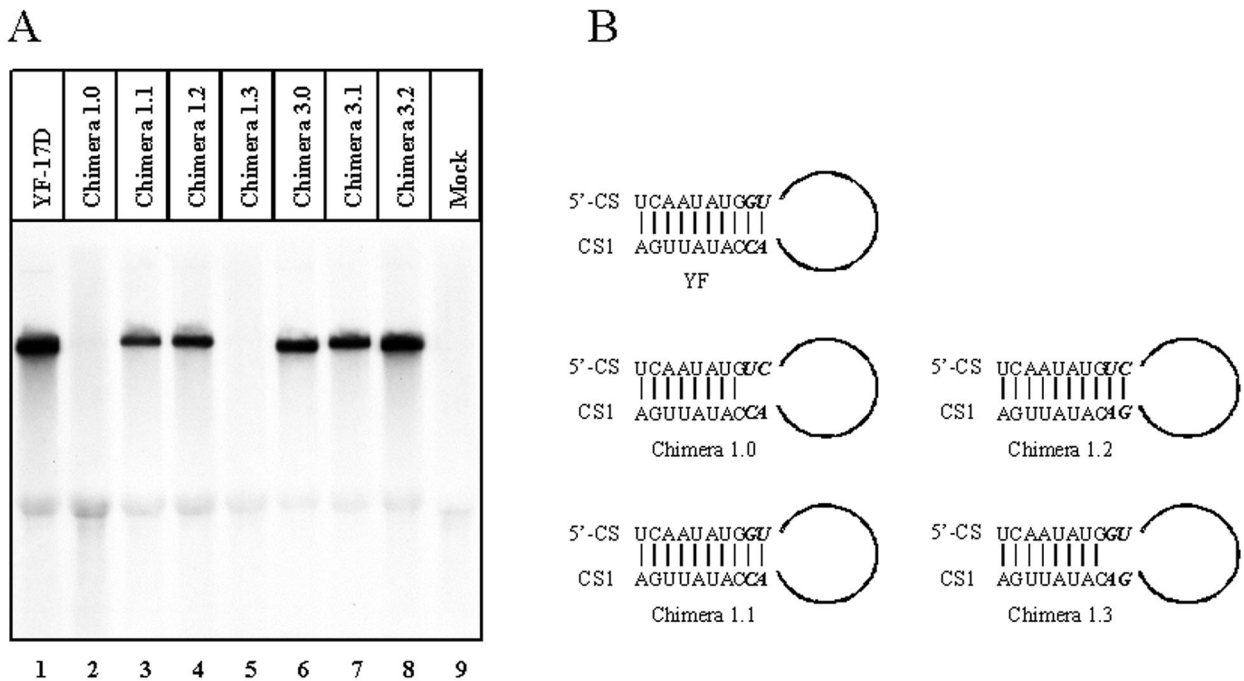 A
B
YF-17D
Chimera 1.0
Chimera 1.1
Chimera 1.2
Chimera 1.3
Chimera 3.0
Chimera 3.1
Chimera 3.2
Mock
1 2 3 4 5 6 7 8 9
5'-CS UCAAUAUGGU
CS1 AGUUAUACCA
YF
5'-CS UCAAUAUGUC
CS1 AGUUAUACCA
Chimera 1.0
5'-CS UCAAUAUGUC
CS1 AGUUAUACAG
Chimera 1.2
5'-CS UCAAUAUGGU
CS1 AGUUAUACCA
Chimera 1.1
5'-CS UCAAUAUGGU
CS1 AGUUAUACAG
Chimera 1.3